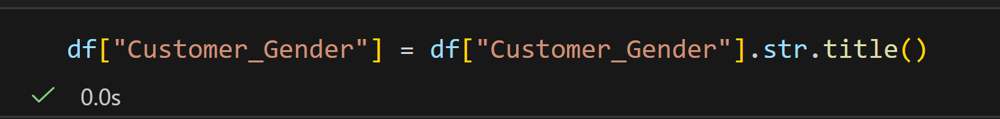 df["Customer_Gender"] = df["Customer_Gender"].str.title()
0.0s